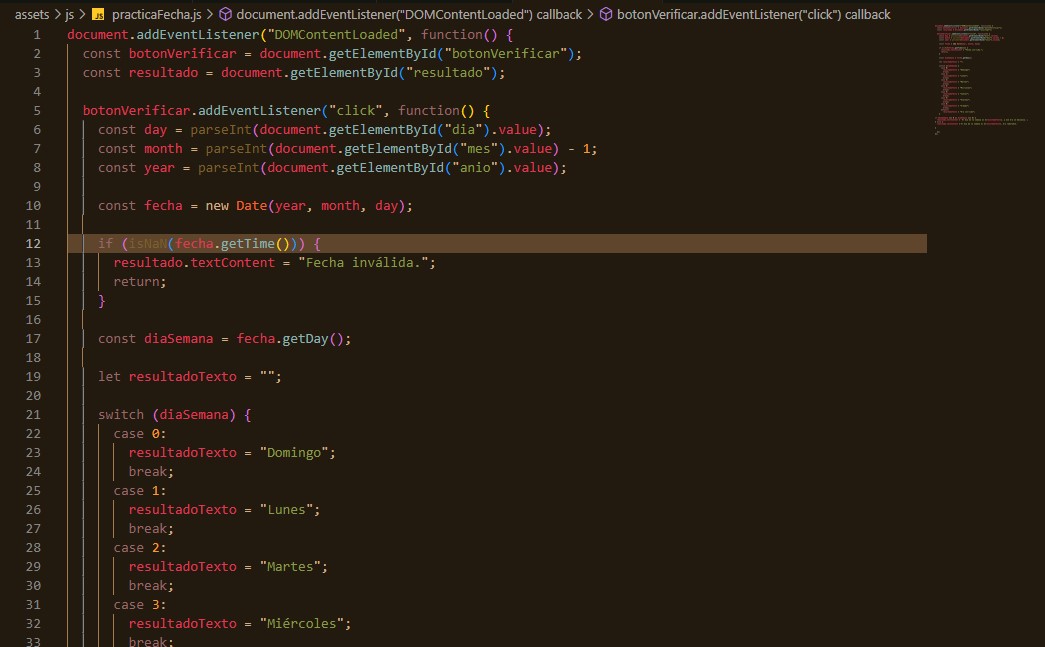 assets > js > JS practicaFecha.js > document.addEventListener("DOMContentLoaded") callback > botonVerificar.addEventListener("click") callback
1 document.addEventListener("DOMContentLoaded", function() {
2   const botonVerificar = document.getElementById("botonVerificar");
3   const resultado = document.getElementById("resultado");
4
5   botonVerificar.addEventListener("click", function() {
6     const day = parseInt(document.getElementById("dia").value);
7     const month = parseInt(document.getElementById("mes").value) - 1;
8     const year = parseInt(document.getElementById("anio").value);
9
10     const fecha = new Date(year, month, day);
11
12     if (isNaN(fecha.getTime())) {
13       resultado.textContent = "Fecha inválida.";
14       return;
15     }
16
17     const diaSemana = fecha.getDay();
18
19     let resultadoTexto = "";
20
21     switch (diaSemana) {
22       case 0:
23         resultadoTexto = "Domingo";
24         break;
25       case 1:
26         resultadoTexto = "Lunes";
27         break;
28       case 2:
29         resultadoTexto = "Martes";
30         break;
31       case 3:
32         resultadoTexto = "Miércoles";
33         break;